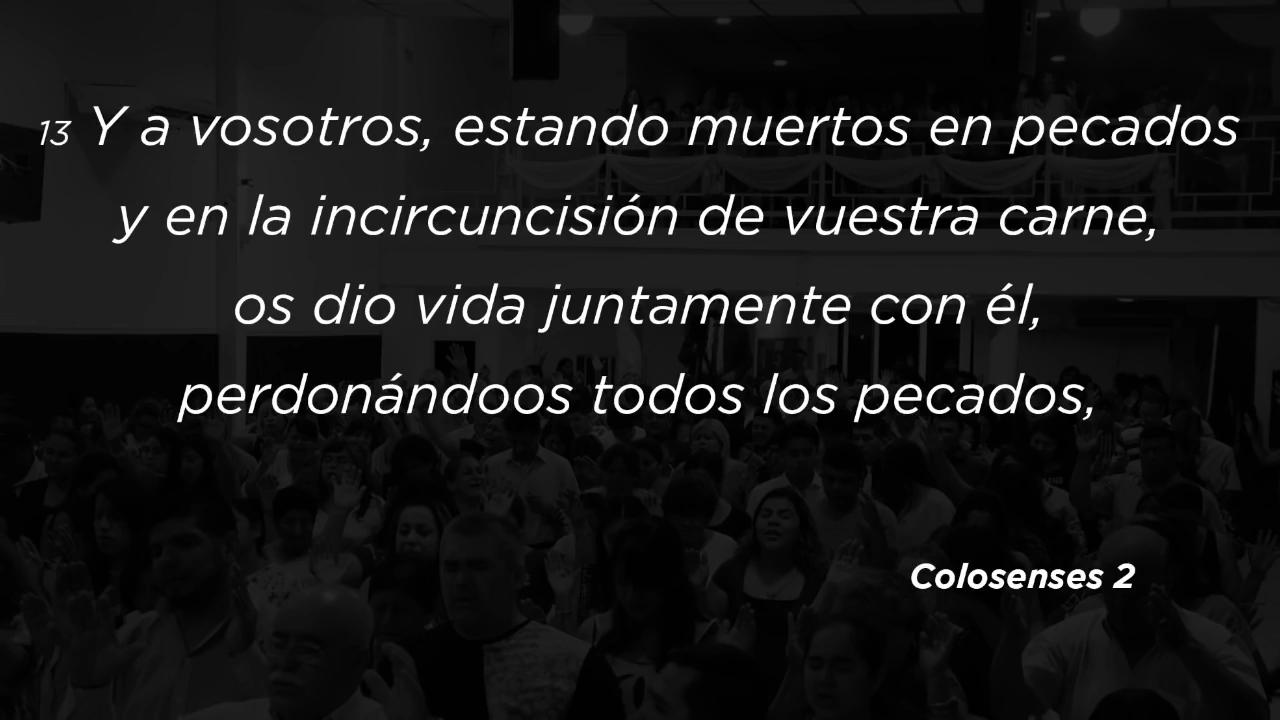 13 Y a vosotros, estando muertos en pecados
y en la incircuncisión de vuestra carne,
os dio vida juntamente con él,
perdonándoos todos los pecados,
Colosenses 2